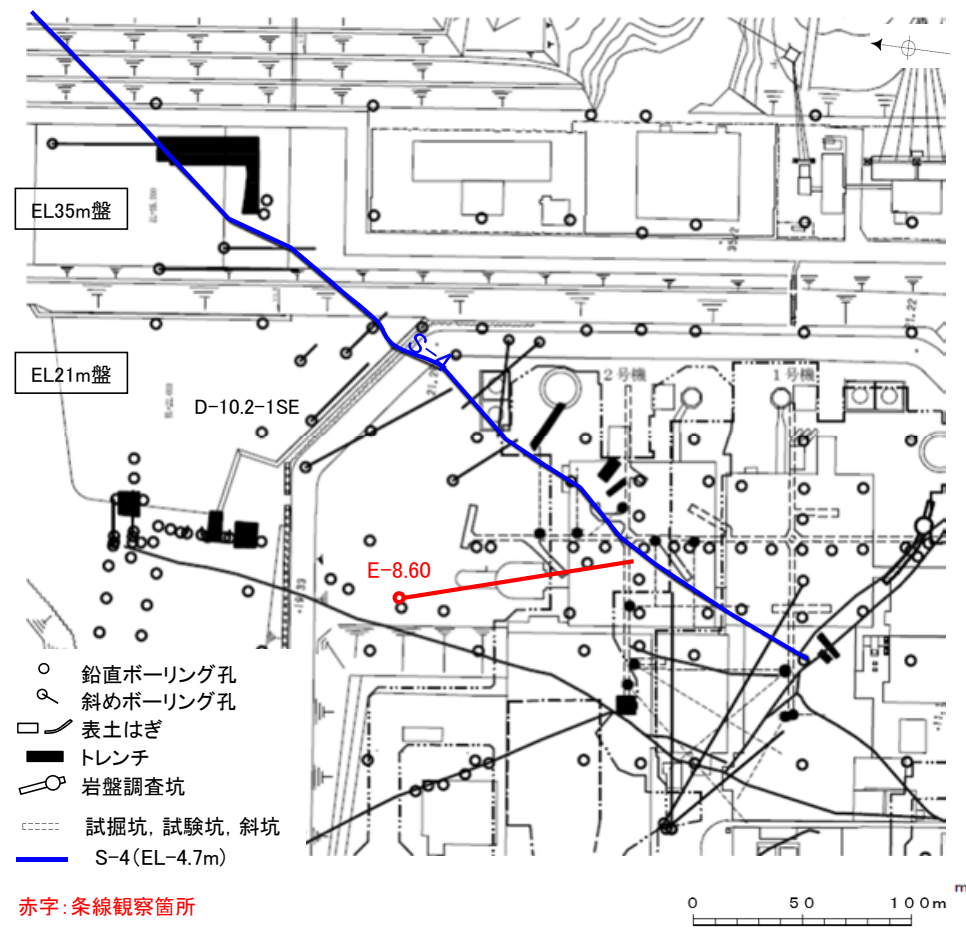 EL35m盤
35.2
21.22
EL21m盤
S-4
D-10.2-1SE
2号機
1号機
E-8.60
鉛直ボーリング孔
斜めボーリング孔
表土はぎ
トレンチ
岩盤調査坑
試掘坑，試験坑，斜坑
S-4(EL-4.7m)
赤字：条線観察箇所
m
0 50 100m